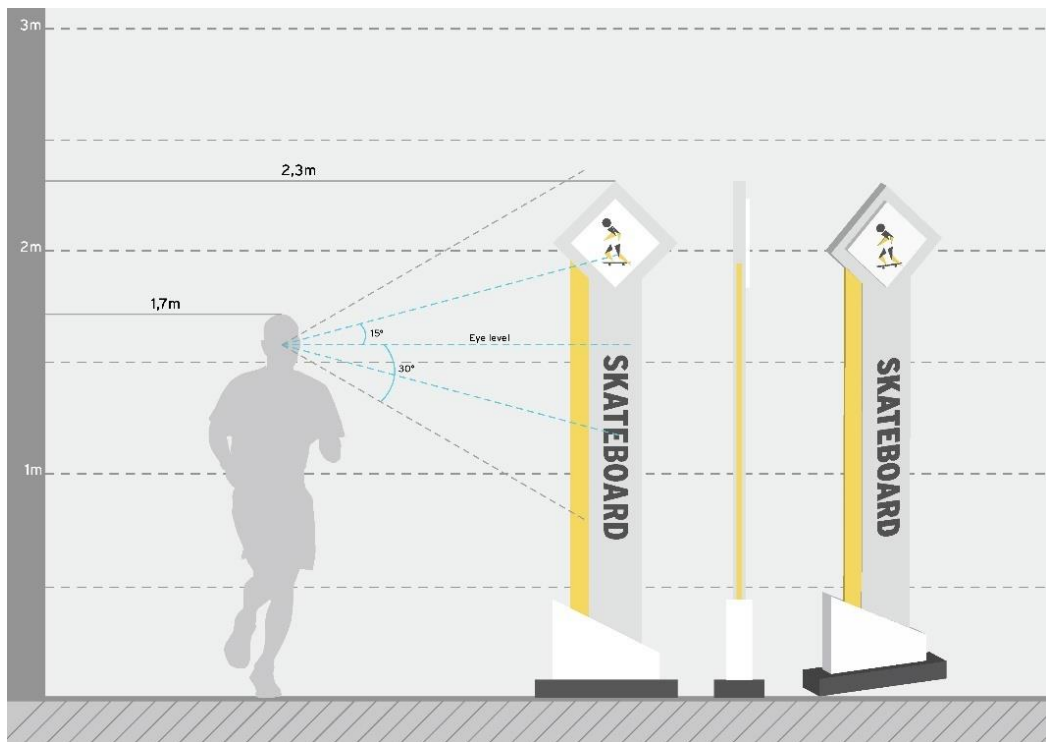 3m
2,3m
2m
1,7m
15°
Eye level
30°
1m
SKATEBOARD
SKATEBOARD